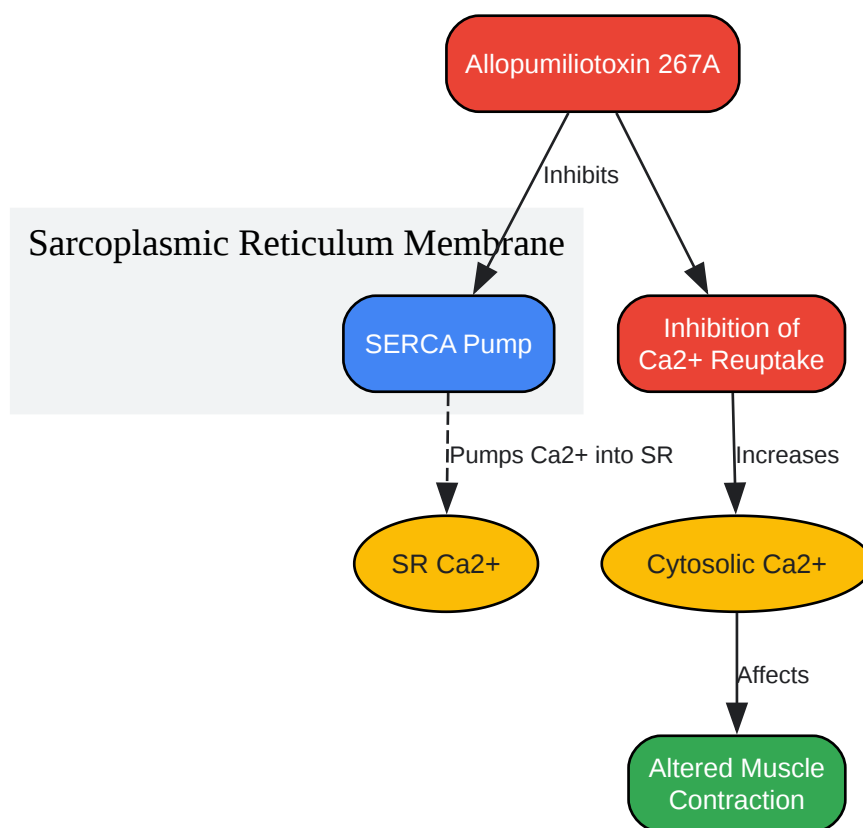 Allopumiliotoxin 267A
Inhibits
Sarcoplasmic Reticulum Membrane
SERCA Pump
Inhibition of
Ca2+ Reuptake
Pumps Ca2+ into SR
Increases
SR Ca2+
Cytosolic Ca2+
Affects
Altered Muscle
Contraction